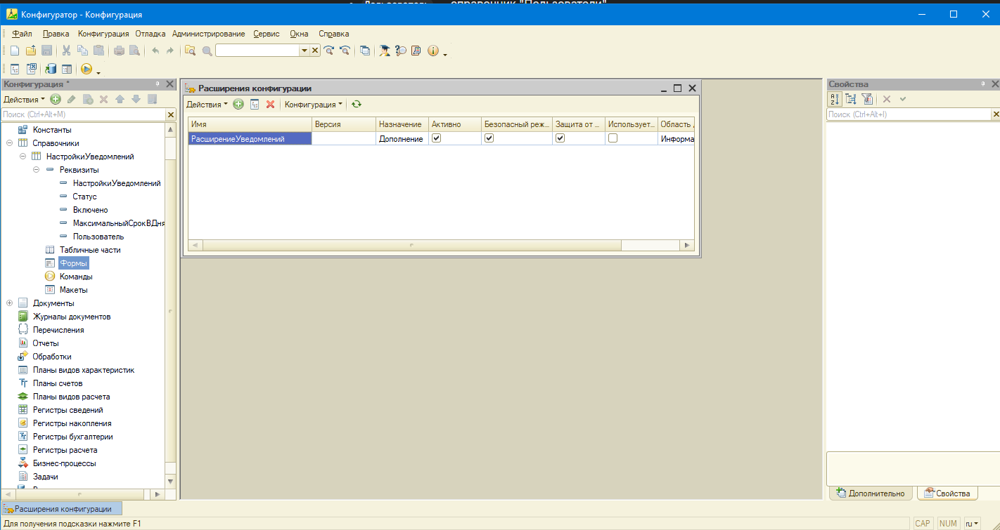 Пользователь справочник "Пользователи"
Конфигуратор - Конфигурация
Файл Правка Конфигурация Отладка Администрирование Сервис Окна Справка
Конфигурация *
Действия
Поиск (Ctrl+Alt+M)
Константы
Справочники
НастройкиУведомлений
Реквизиты
НастройкиУведомлений
Статус
Включено
МаксимальныйСрокВДня
Пользователь
Табличные части
Формы
Команды
Макеты
Документы
Журналы документов
Перечисления
Отчеты
Обработки
Планы видов характеристик
Планы счетов
Планы видов расчета
Регистры сведений
Регистры накопления
Регистры бухгалтерии
Регистры расчета
Бизнес-процессы
Задачи
Расширения конфигурации
Действия Конфигурация
Имя Версия Назначение Активно Безопасный реж... Защита от ... Использует... Область
РасширениеУведомлений Дополнение Информа
Свойства
Поиск (Ctrl+Alt+I)
Дополнительно Свойства
Расширения конфигурации
Для получения подсказки нажмите F1
CAP NUM ru